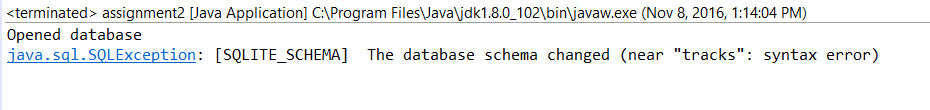 <terminated> assignment2 [Java Application] C:\Program Files\Java\jdk1.8.0_102\bin\javaw.exe (Nov 8, 2016, 1:14:04 PM)
Opened database
java.sql.SQLException: [SQLITE_SCHEMA]  The database schema changed (near "tracks": syntax error)